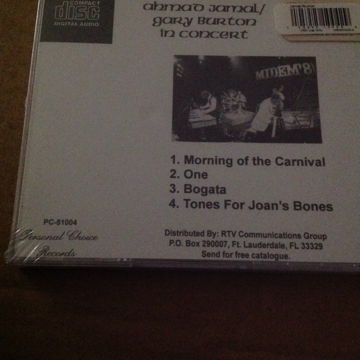 COMPACT
disc
DIGITAL AUDIO
ahmad jamal/
gary burton
in concert
MIDEM'8
1. Morning of the Carnival
2. One
3. Bogata
4. Tones For Joan's Bones
PC-81004
Personal Choice
Records
Distributed By: RTV Communications Group
P.O. Box 290007, Ft. Lauderdale, FL 33329
Send for free catalogue.